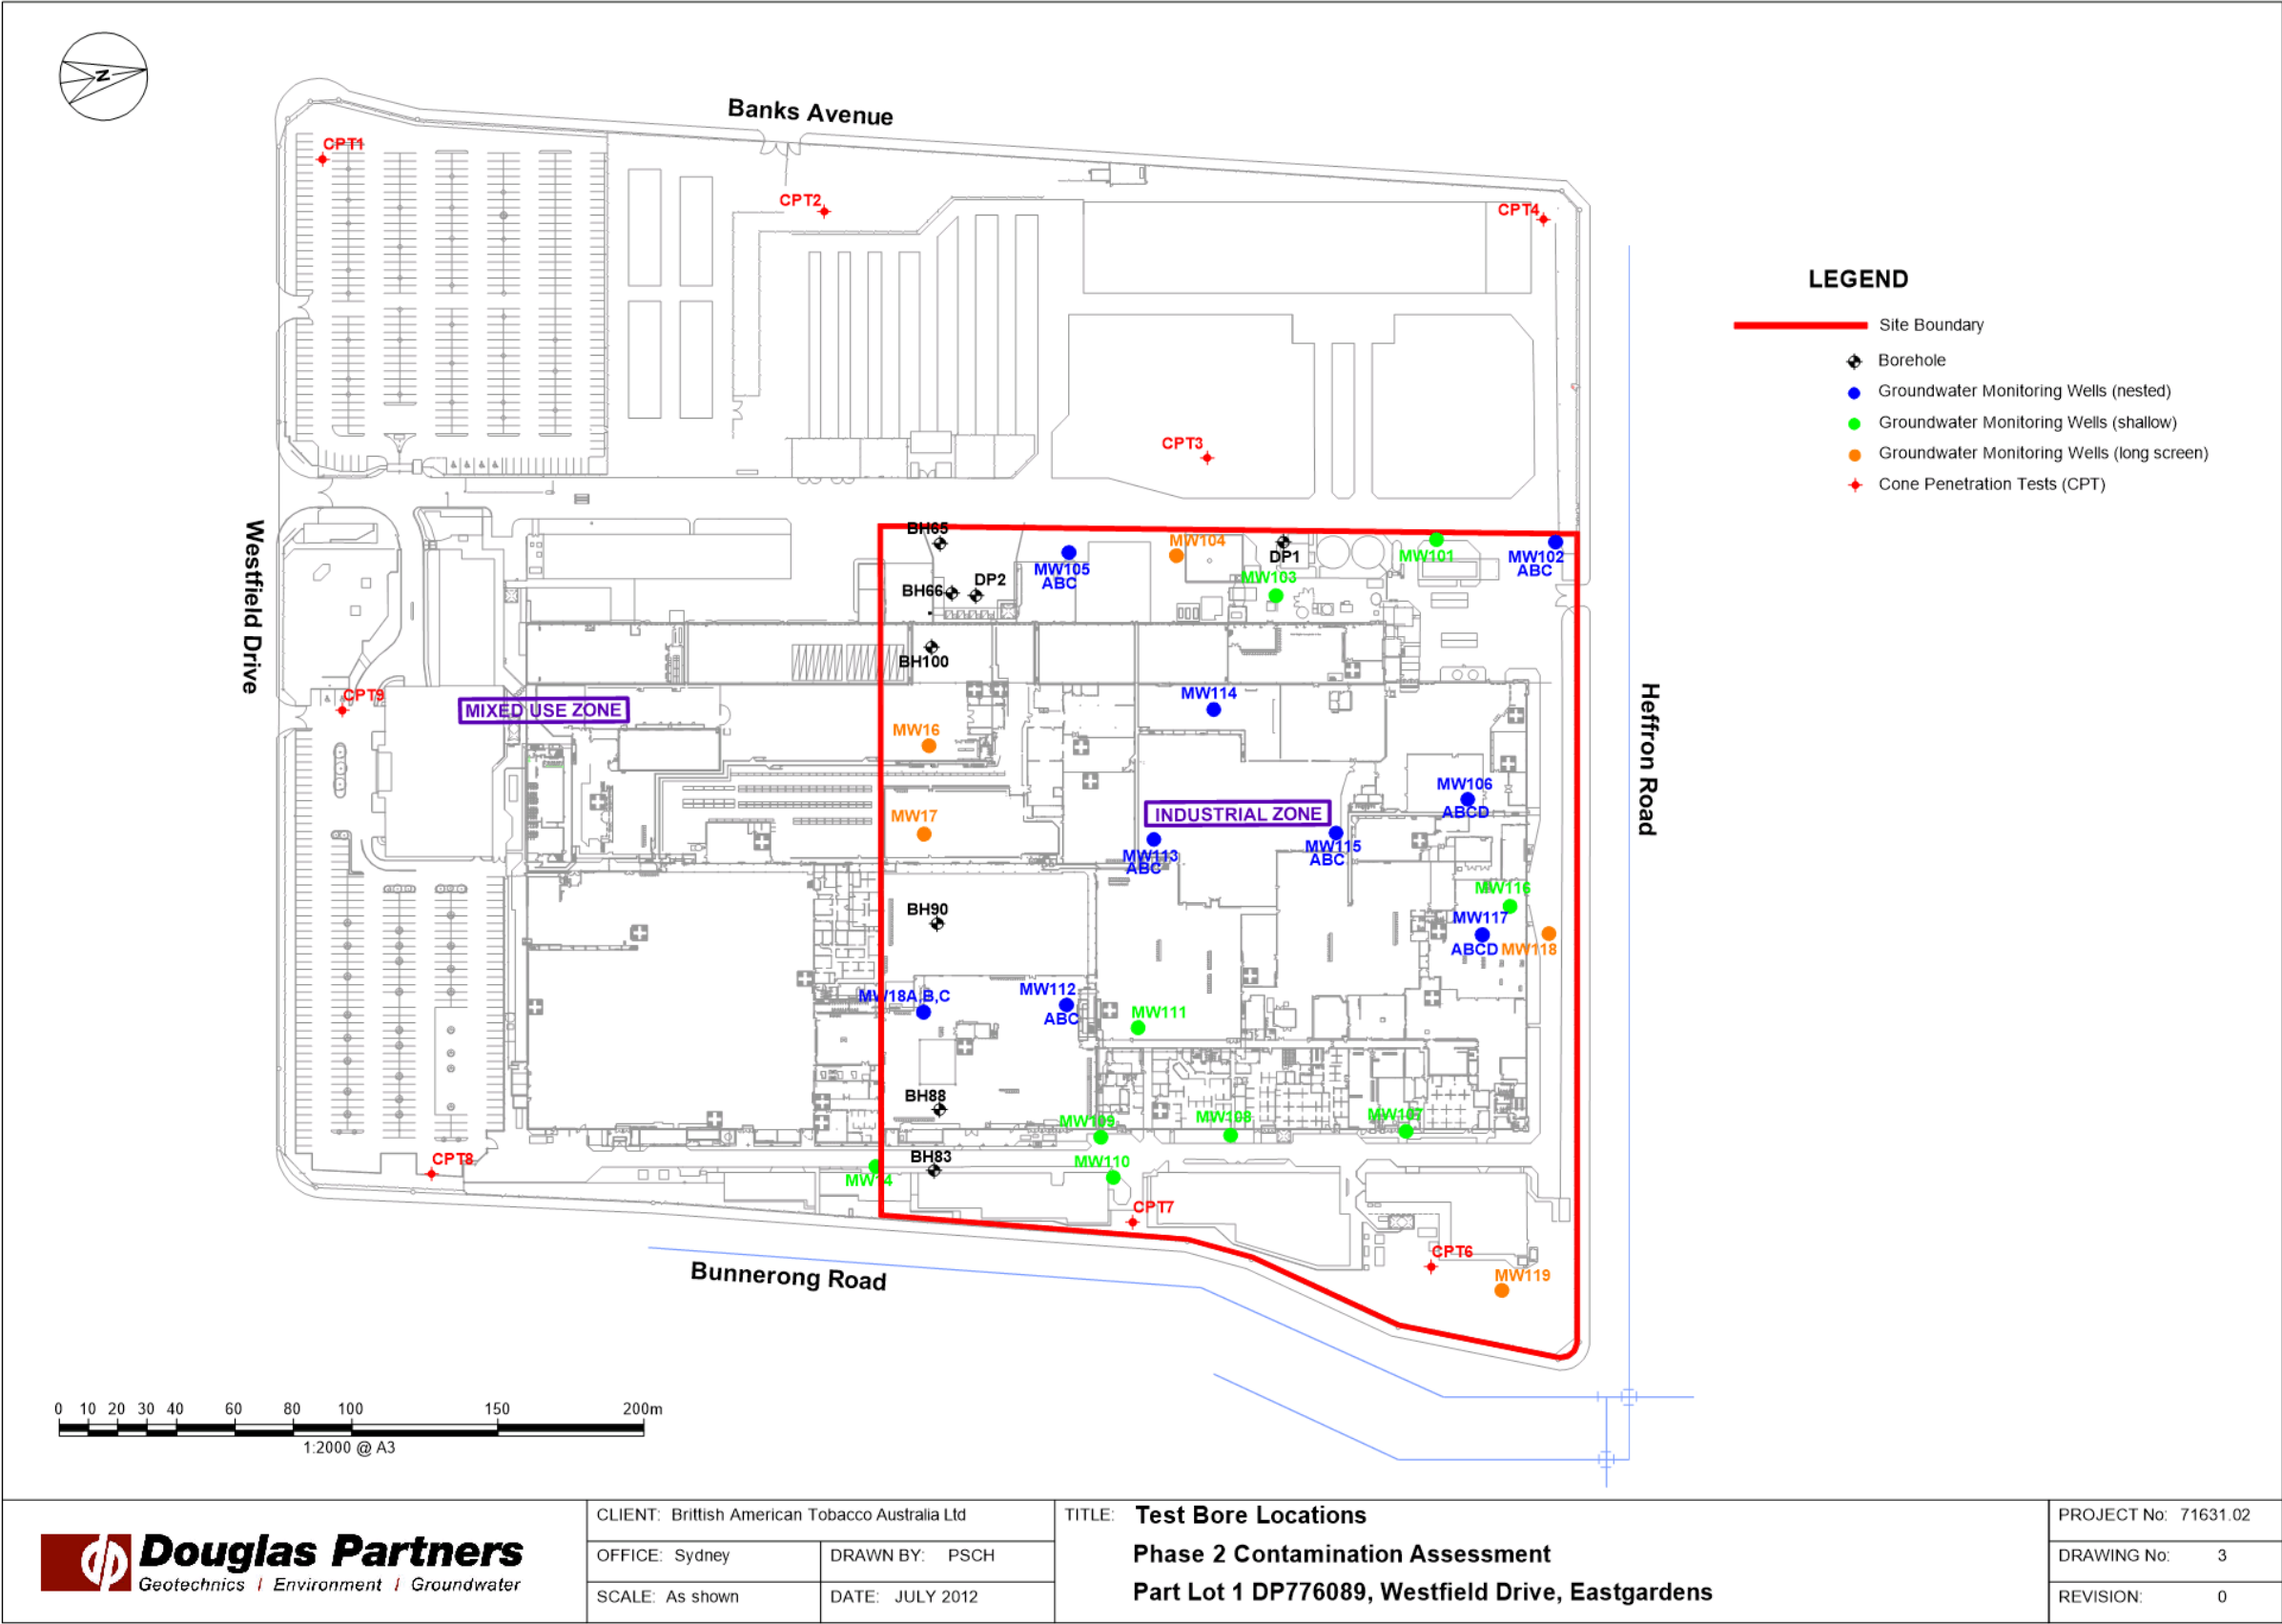 N
Banks Avenue
CPT1
CPT2
CPT4
LEGEND
Site Boundary
Borehole
Groundwater Monitoring Wells (nested)
Groundwater Monitoring Wells (shallow)
Groundwater Monitoring Wells (long screen)
Cone Penetration Tests (CPT)
CPT3
Westfield Drive
BH65
MW104
DP1
MW101
MW102
ABC
MW105
ABC
MW103
BH66
DP2
BH100
CPT9
MIXED USE ZONE
MW114
Heffron Road
MW16
MW106
ABCD
MW17
INDUSTRIAL ZONE
MW113
ABC
MW115
ABC
MW116
BH90
MW117
ABCD
MW118
MW18A,B,C
MW112
ABC
MW111
BH88
MW109
MW108
MW107
CPT8
BH83
MW14
MW110
CPT7
CPT6
MW119
Bunnerong Road
0 10 20 30 40 60 80 100 150 200m
1:2000 @ A3
Douglas Partners
Geotechnics | Environment | Groundwater
CLIENT: Brittish American Tobacco Australia Ltd
OFFICE: Sydney
DRAWN BY: PSCH
SCALE: As shown
DATE: JULY 2012
TITLE: Test Bore Locations
Phase 2 Contamination Assessment
Part Lot 1 DP776089, Westfield Drive, Eastgardens
PROJECT No: 71631.02
DRAWING No: 3
REVISION: 0